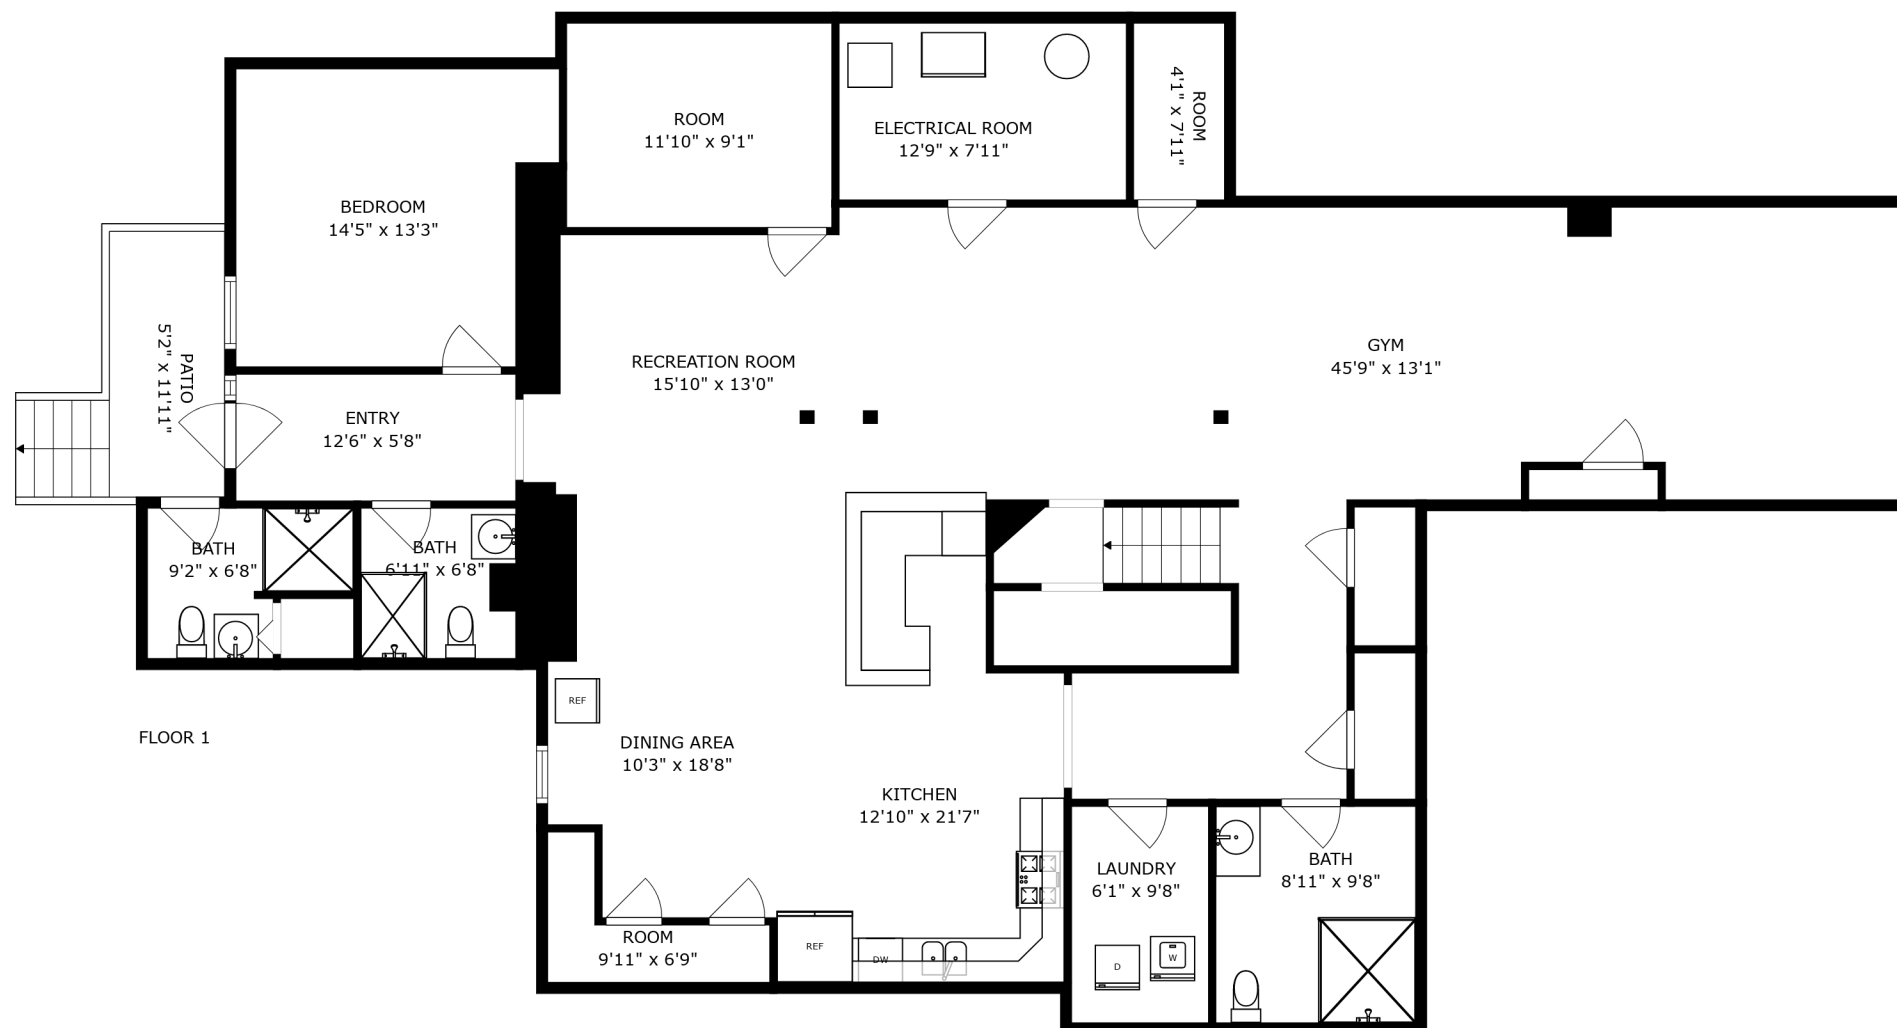 ROOM
11'10" x 9'1"
ELECTRICAL ROOM
12'9" x 7'11"
ROOM
4'1" x 7'11"
BEDROOM
14'5" x 13'3"
PATIO
5'2" x 11'11"
ENTRY
12'6" x 5'8"
RECREATION ROOM
15'10" x 13'0"
GYM
45'9" x 13'1"
BATH
9'2" x 6'8"
BATH
6'11" x 6'8"
REF
FLOOR 1
DINING AREA
10'3" x 18'8"
KITCHEN
12'10" x 21'7"
LAUNDRY
6'1" x 9'8"
BATH
8'11" x 9'8"
ROOM
9'11" x 6'9"
REF
DW
D
W